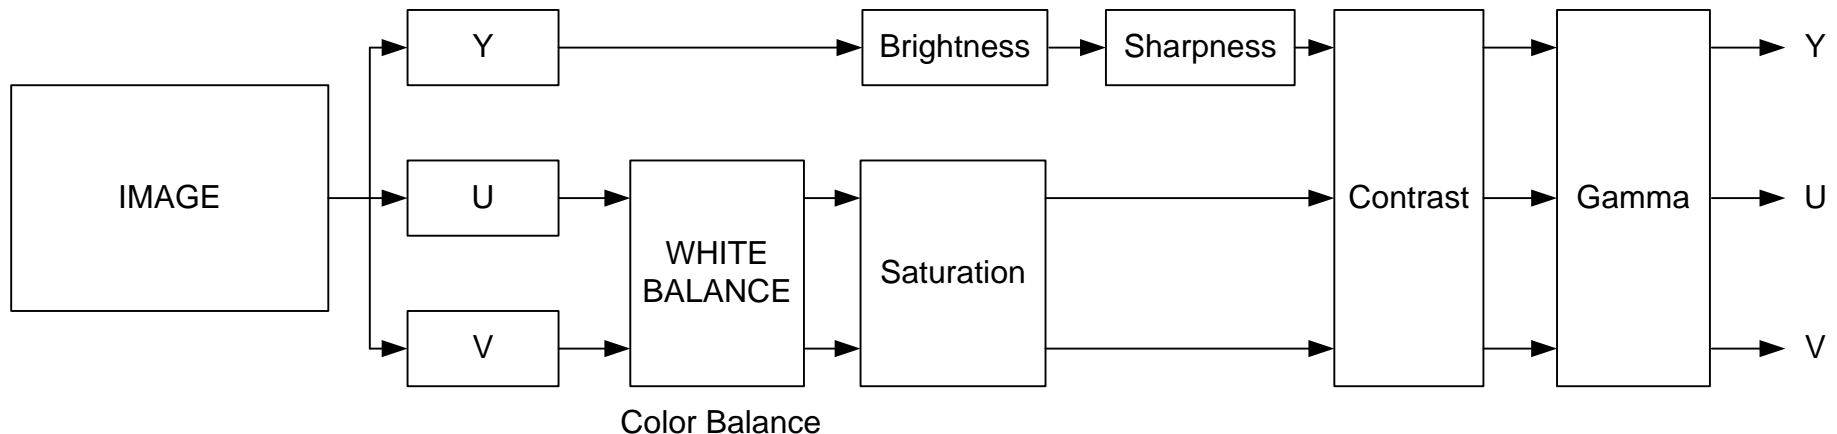 Y
Brightness
Sharpness
Y
IMAGE
U
WHITE
BALANCE
Saturation
Contrast
Gamma
U
V
V
Color Balance